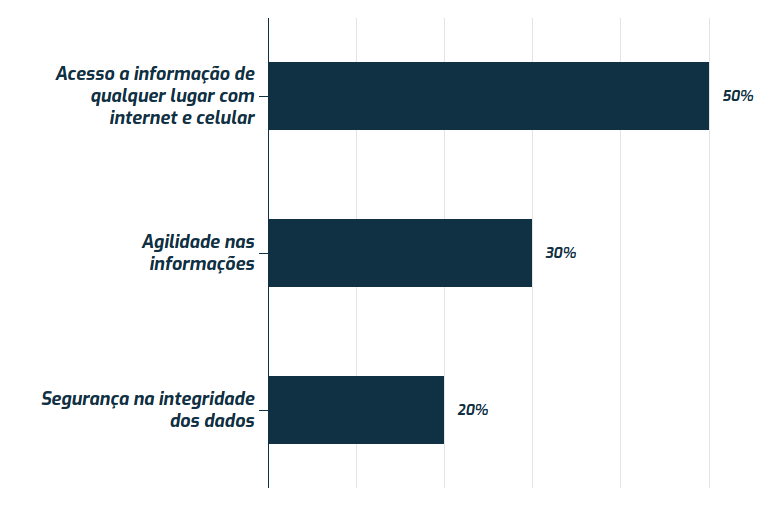 Acesso a informação de
qualquer lugar com
internet e celular
50%
Agilidade nas
informações
30%
Segurança na integridade
dos dados
20%